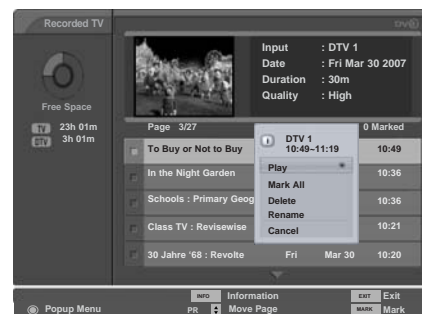 Recorded TV
DVR
Input : DTV 1
Date : Fri Mar 30 2007
Duration : 30m
Quality : High
Free Space
TV 23h 01m
DTV 3h 01m
Page 3/27
0 Marked
DTV 1
10:49~11:19
Play
Mark All
Delete
Rename
Cancel
To Buy or Not to Buy 10:49
In the Night Garden 10:36
Schools : Primary Geog 10:36
Class TV : Revisewise 10:21
30 Jahre ‘68 : Revolte Fri Mar 30 10:20
INFO Information EXIT Exit
Popup Menu PR Move Page MARK Mark